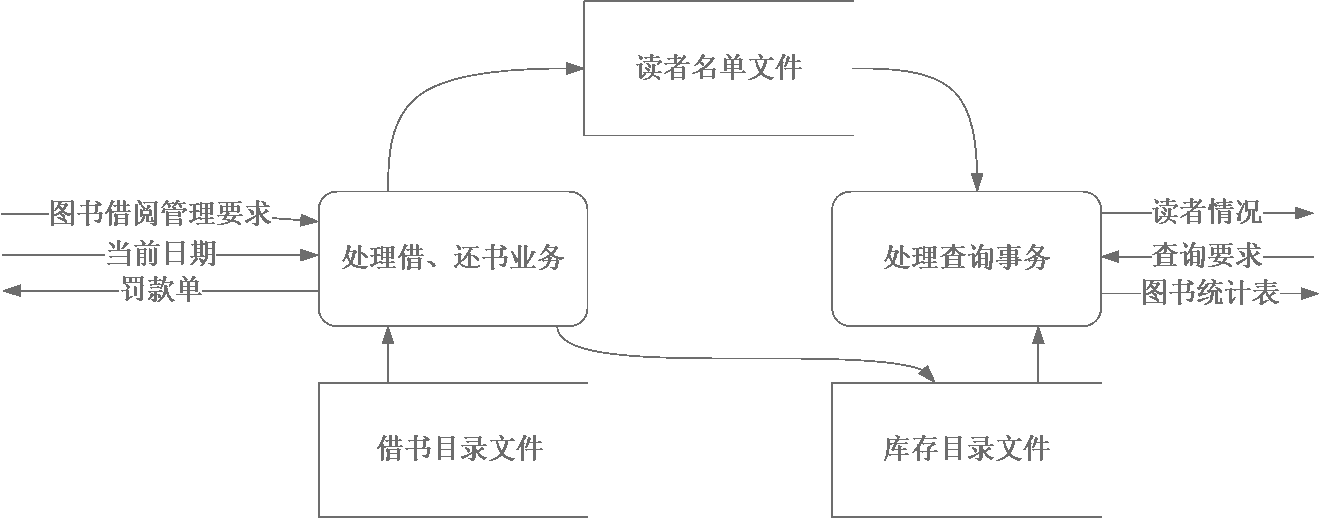 读者名单文件
图书借阅管理要求
当前日期
罚款单
处理借、还书业务
处理查询事务
读者情况
查询要求
图书统计表
借书目录文件
库存目录文件